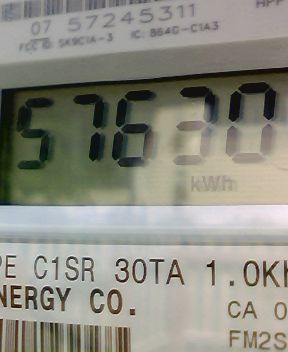 07 57245311
FCC ID: SK9C1A-3 IC: 864G-C1A3
57630
kWh
PE C1SR 30TA 1.0Kh
NERGY CO.
CA 0
FM2S